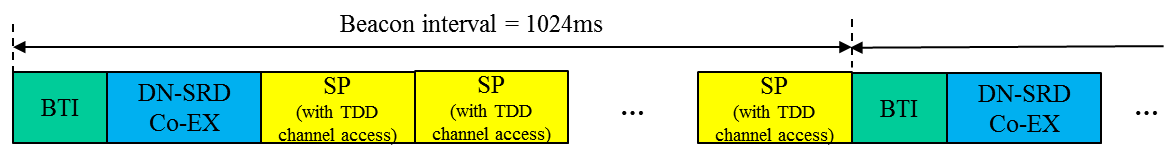 Beacon interval = 1024ms
BTI
DN-SRD
Co-EX
SP
(with TDD
channel access)
SP
(with TDD
channel access)
...
SP
(with TDD
channel access)
BTI
DN-SRD
Co-EX
...